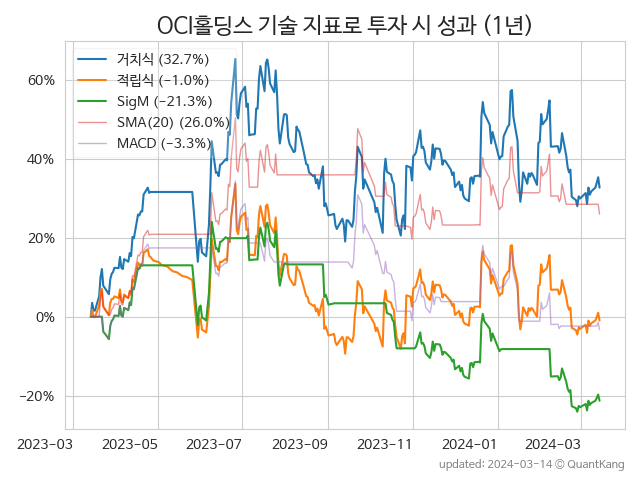 OCI홀딩스 기술 지표로 투자 시 성과 (1년)
거치식 (32.7%)
적립식 (−1.0%)
SigM (−21.3%)
SMA(20) (26.0%)
MACD (−3.3%)
60%
40%
20%
0%
−20%
2023-03 2023-05 2023-07 2023-09 2023-11 2024-01 2024-03
updated: 2024-03-14 © QuantKang